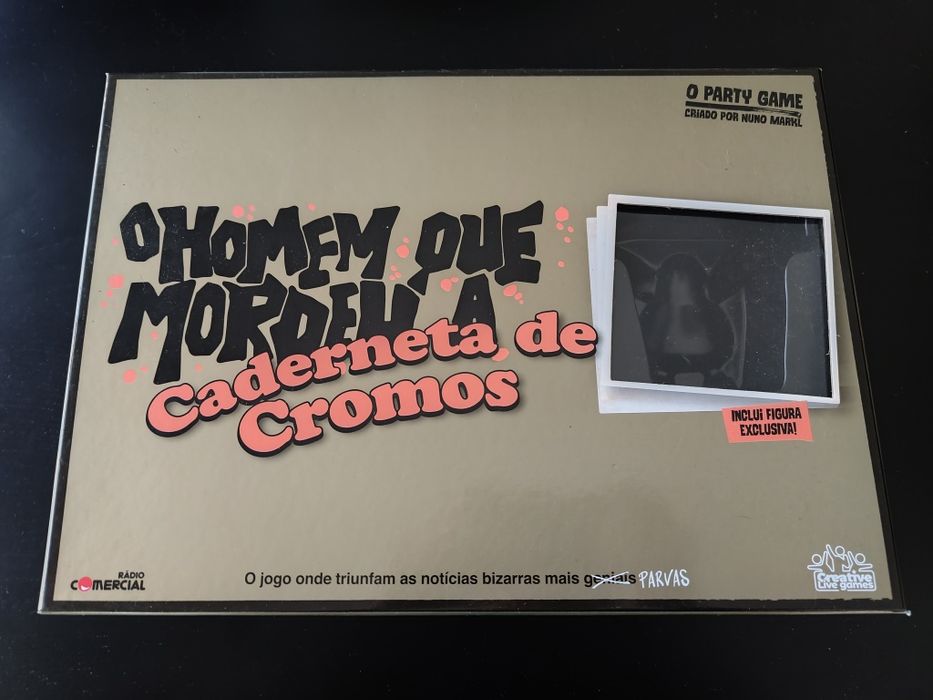 O PARTY GAME
CRIADO POR NUNO MARKL
O HOMEM QUE
MORDEU A
Caderneta de
Cromos
INCLUI FIGURA
EXCLUSIVA!
RÁDIO
COMERCIAL
O jogo onde triunfam as notícias bizarras mais geniais PARVAS
Creative
Live games